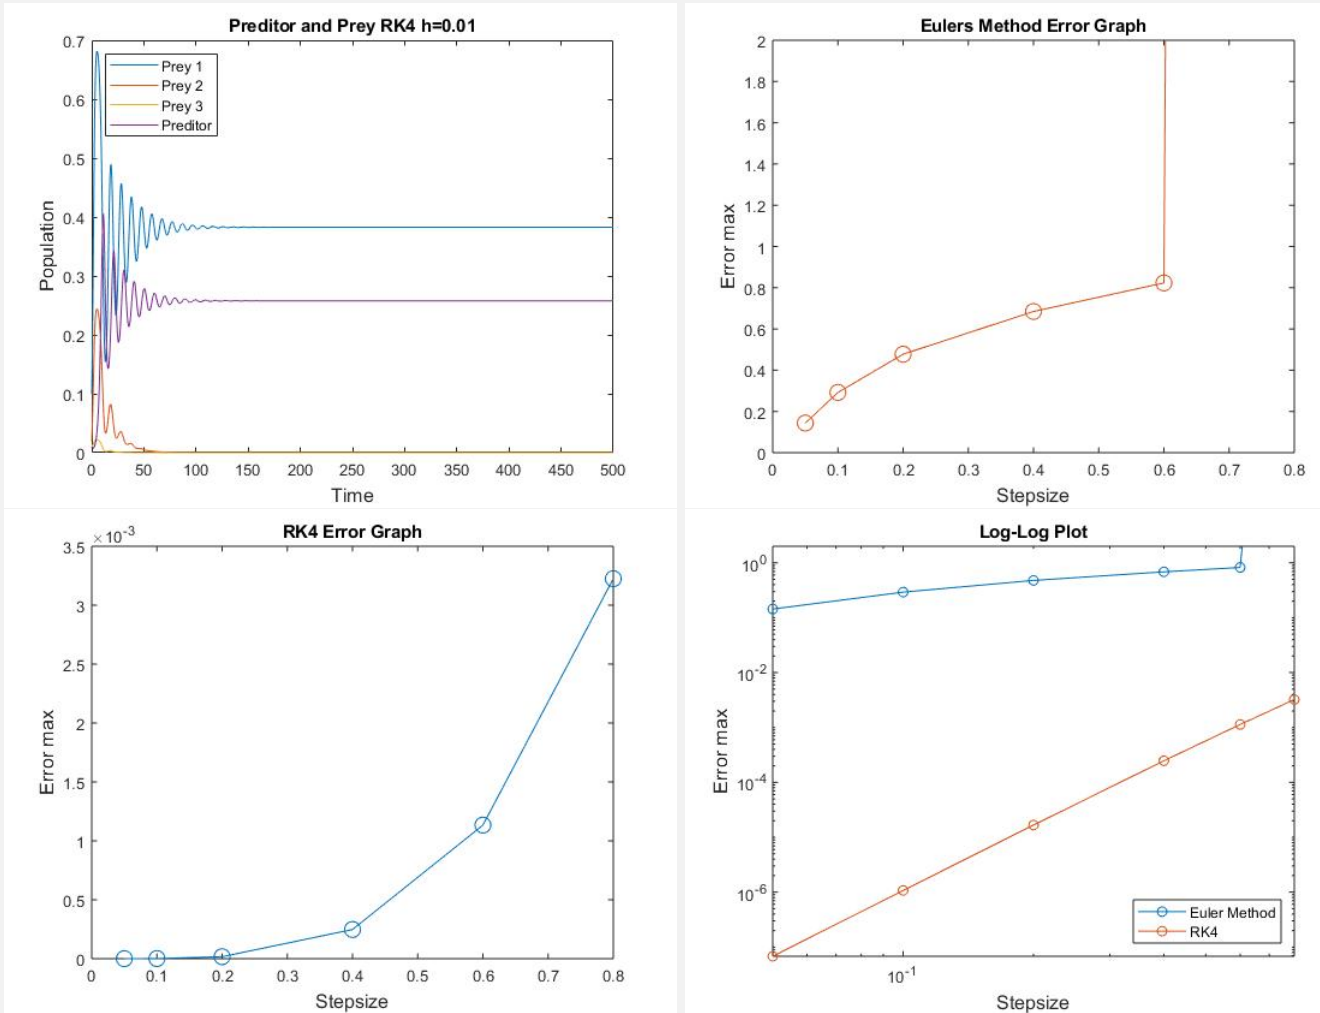 Preditor and Prey RK4 h=0.01
0.7
0.6
0.5
0.4
0.3
0.2
0.1
0
Population
Prey 1
Prey 2
Prey 3
Preditor
0 50 100 150 200 250 300 350 400 450 500
Time
Eulers Method Error Graph
2
1.8
1.6
1.4
1.2
1
0.8
0.6
0.4
0.2
0
Error max
0 0.1 0.2 0.3 0.4 0.5 0.6 0.7 0.8
Stepsize
RK4 Error Graph
×10^-3
3.5
3
2.5
2
1.5
1
0.5
0
Error max
0 0.1 0.2 0.3 0.4 0.5 0.6 0.7 0.8
Stepsize
Log-Log Plot
10^0
10^-2
10^-4
10^-6
Error max
Euler Method
RK4
10^-1
Stepsize